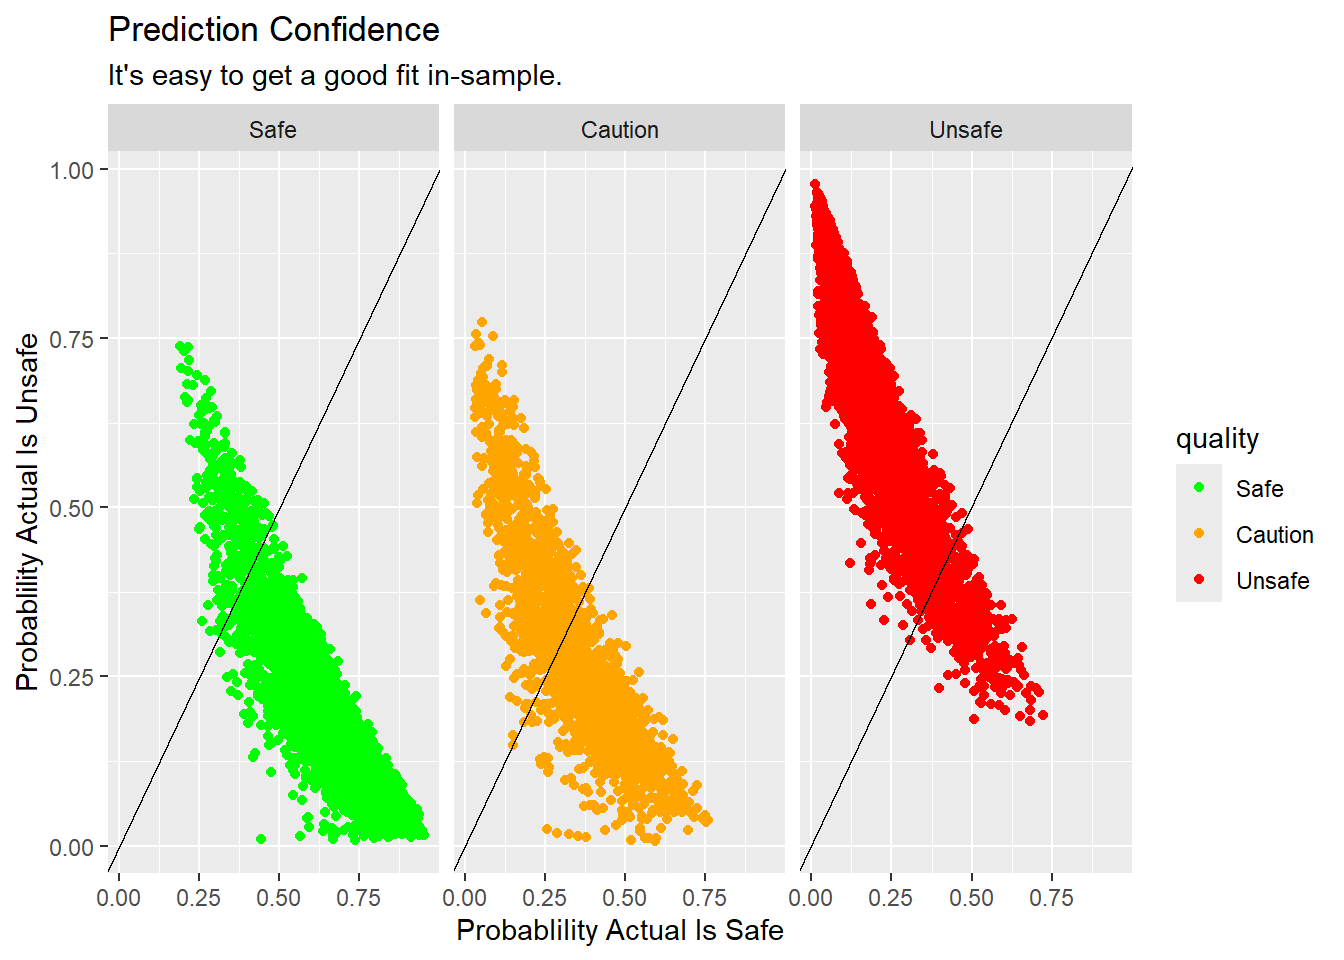 Prediction Confidence
It's easy to get a good fit in-sample.
Safe
Caution
Unsafe
1.00
0.75
0.50
0.25
0.00
Probablility Actual Is Unsafe
0.00 0.25 0.50 0.75
0.00 0.25 0.50 0.75
0.00 0.25 0.50 0.75
Probablility Actual Is Safe
quality
Safe
Caution
Unsafe